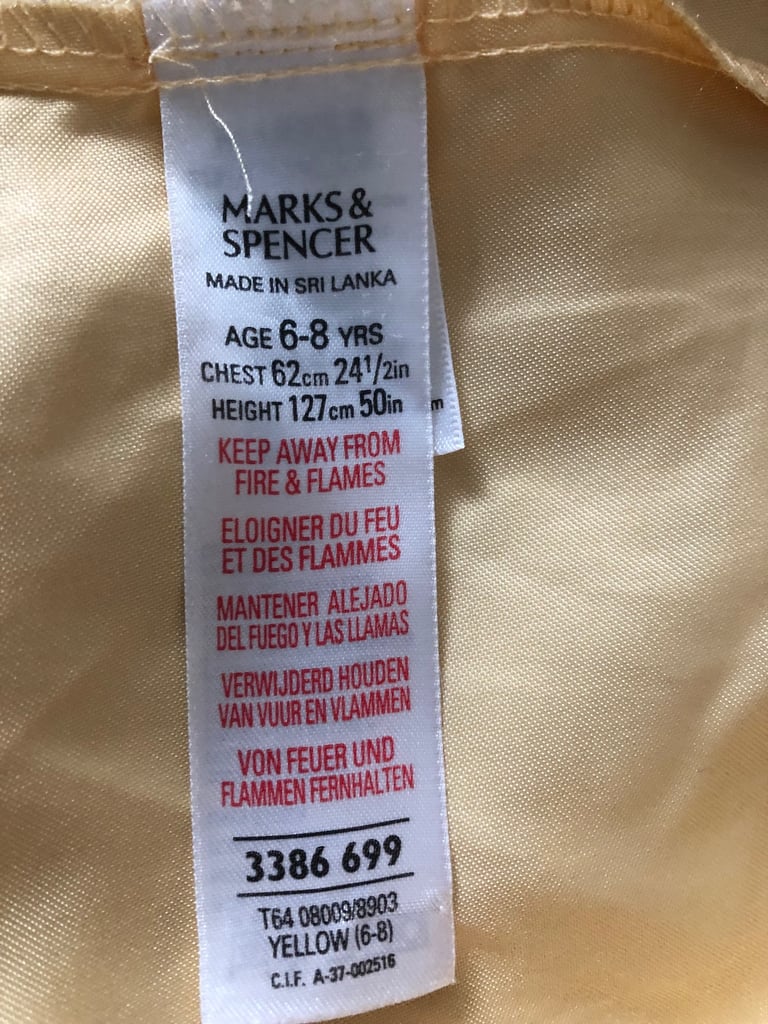 MARKS &
SPENCER
MADE IN SRI LANKA
AGE 6-8 YRS
CHEST 62cm 24 1/2in
HEIGHT 127cm 50in
m
KEEP AWAY FROM
FIRE & FLAMES
ELOIGNER DU FEU
ET DES FLAMMES
MANTENER ALEJADO
DEL FUEGO Y LAS LLAMAS
VERWIJDERD HOUDEN
VAN VUUR EN VLAMMEN
VON FEUER UND
FLAMMEN FERNHALTEN
3386 699
T64 08009/8903
YELLOW (6-8)
C.I.F. A-37-002516